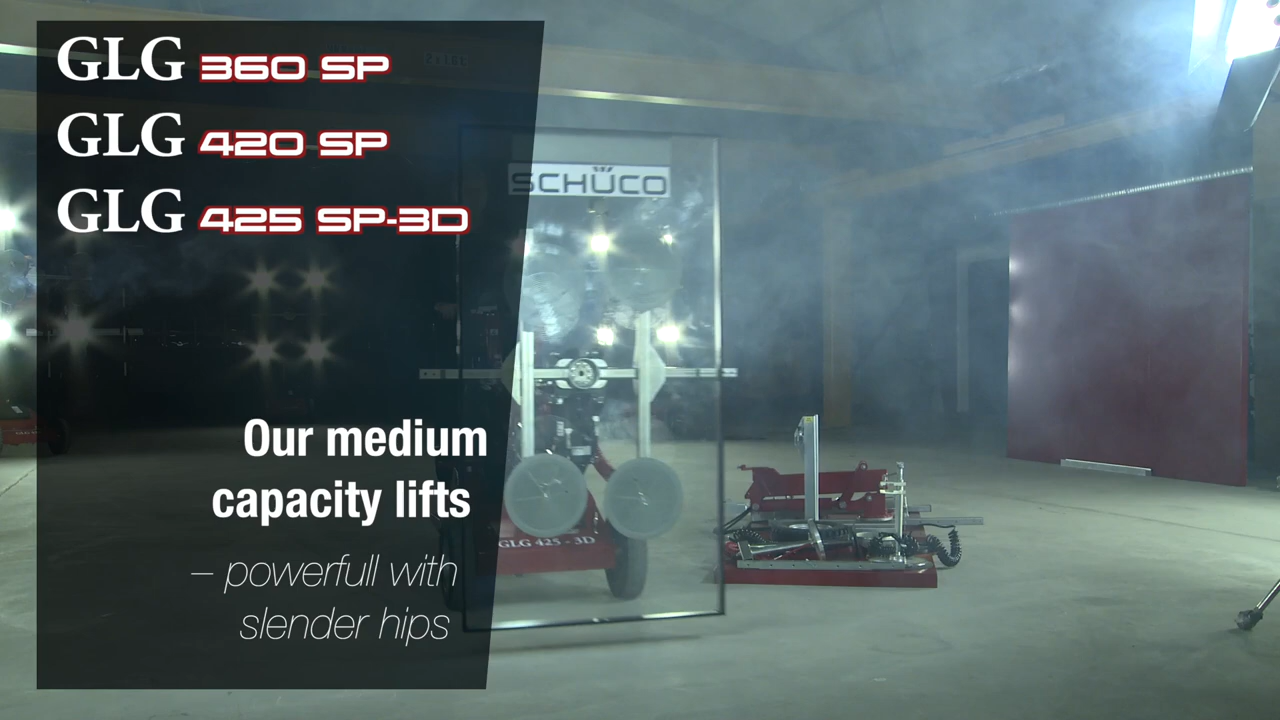 GLG 360 SP
GLG 420 SP
GLG 425 SP-3D
SCHÜCO
Our medium
capacity lifts
– powerfull with
slender hips
GLG 425 - 3D